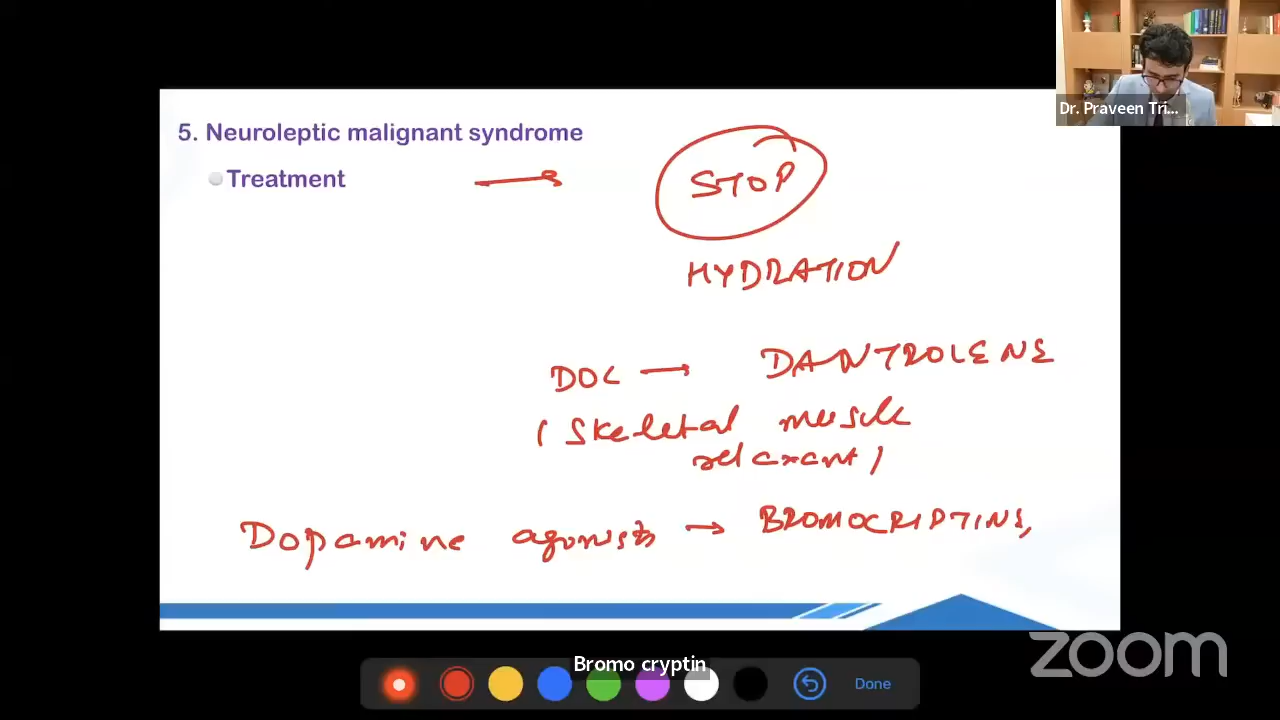 Dr. Praveen Tri...
5. Neuroleptic malignant syndrome
Treatment
STOP
HYDRATION
DOC → DANTROLENE
( Skeletal muscle
relaxant )
Dopamine agonists → BROMOCRIPTINE,
zoom
Bromo cryptin
Done